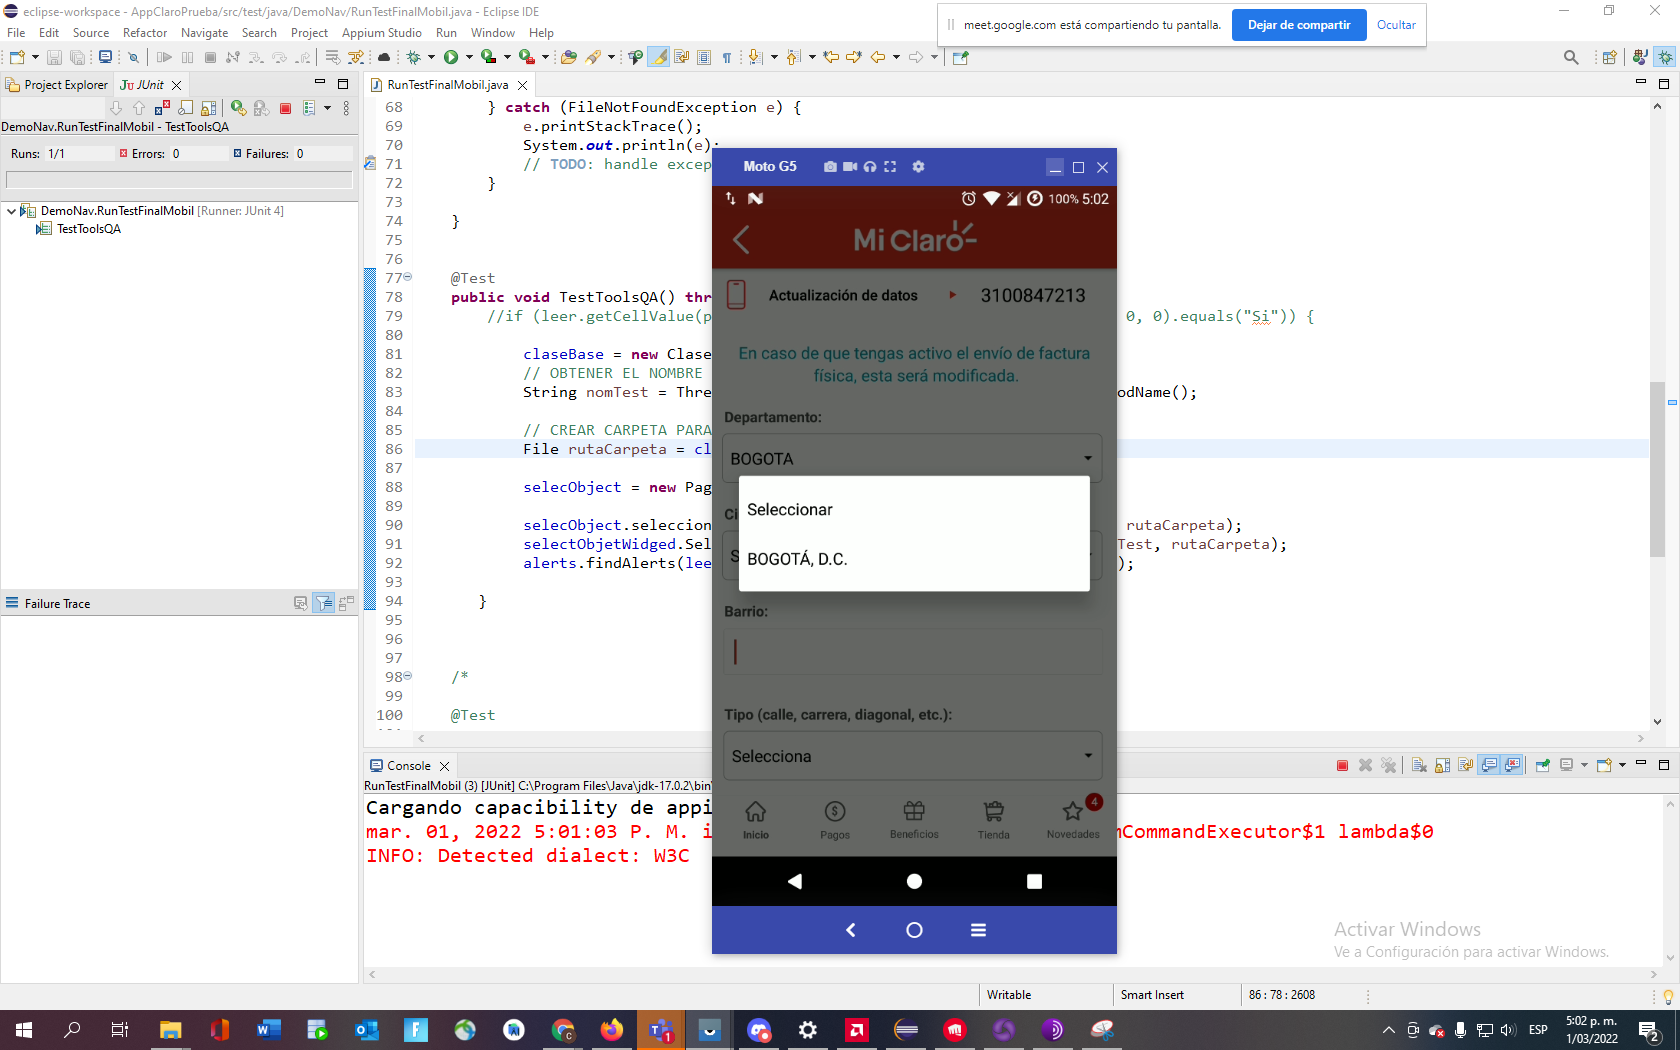 eclipse-workspace - AppClaroPrueba/src/test/java/DemoNav/RunTestFinalMobil.java - Eclipse IDE
File Edit Source Refactor Navigate Search Project Appium Studio Run Window Help
meet.google.com está compartiendo tu pantalla. Dejar de compartir Ocultar
Project Explorer JUnit
DemoNav.RunTestFinalMobil - TestToolsQA
Runs: 1/1 Errors: 0 Failures: 0
DemoNav.RunTestFinalMobil [Runner: JUnit 4]
TestToolsQA
Failure Trace
RunTestFinalMobil.java
68 } catch (FileNotFoundException e) {
69 e.printStackTrace();
70 System.out.println(e);
71 // TODO: handle excep
72 }
73
74 }
75
76
77 @Test
78 public void TestToolsQA() thr
79 //if (leer.getCellValue(p 0, 0).equals("Si")) {
80
81 claseBase = new Clase
82 // OBTENER EL NOMBRE
83 String nomTest = Thre odName();
84
85 // CREAR CARPETA PARA
86 File rutaCarpeta = cl
87
88 selecObject = new Pag
89
90 selecObject.seleccion rutaCarpeta);
91 selectObjetWidged.Sel Test, rutaCarpeta);
92 alerts.findAlerts(lee );
93
94 }
95
96
97
98 /*
99
100 @Test
Moto G5
100% 5:02
Mi Claro
Actualización de datos 3100847213
En caso de que tengas activo el envío de factura
física, esta será modificada.
Departamento:
BOGOTA
Ci
S
Seleccionar
BOGOTÁ, D.C.
Barrio:
Tipo (calle, carrera, diagonal, etc.):
Selecciona
4
Inicio Pagos Beneficios Tienda Novedades
Console
RunTestFinalMobil (3) [JUnit] C:\Program Files\Java\jdk-17.0.2\bin\
Cargando capacibility de appi
mar. 01, 2022 5:01:03 P. M. i mCommandExecutor$1 lambda$0
INFO: Detected dialect: W3C
Activar Windows
Ve a Configuración para activar Windows.
Writable Smart Insert 86 : 78 : 2608
ESP 5:02 p. m.
1/03/2022
2